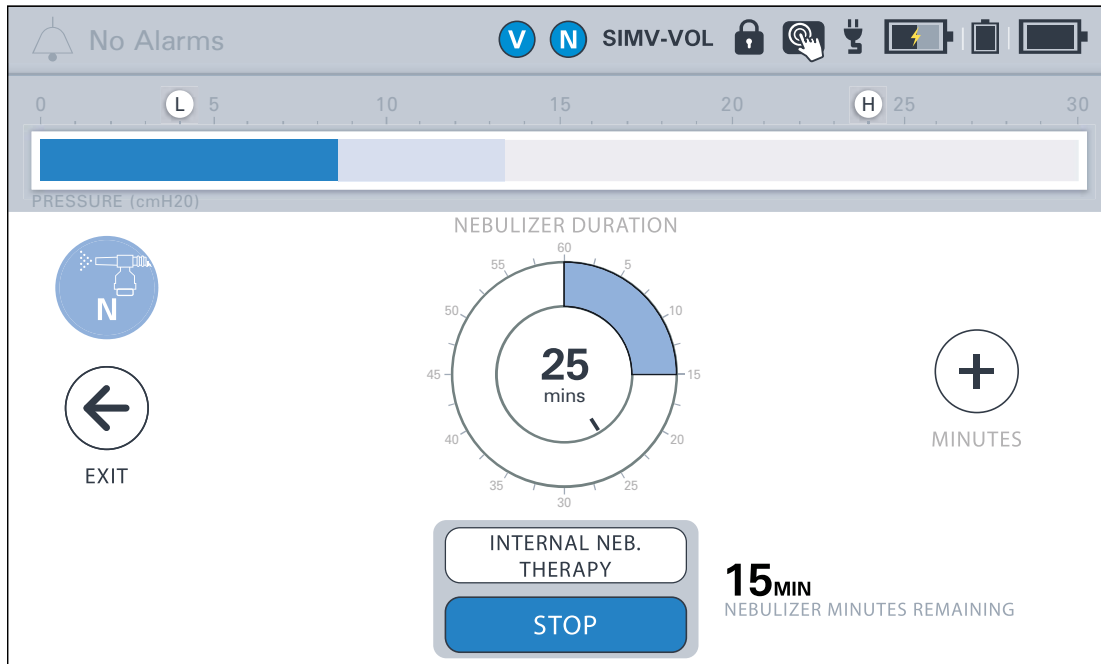 No Alarms
V N SIMV-VOL
0 L 5 10 15 20 H 25 30
PRESSURE (cmH20)
NEBULIZER DURATION
60
55 5
50 10
45 15
40 20
35 25
30
25
mins
N
EXIT
MINUTES
INTERNAL NEB.
THERAPY
STOP
15MIN
NEBULIZER MINUTES REMAINING